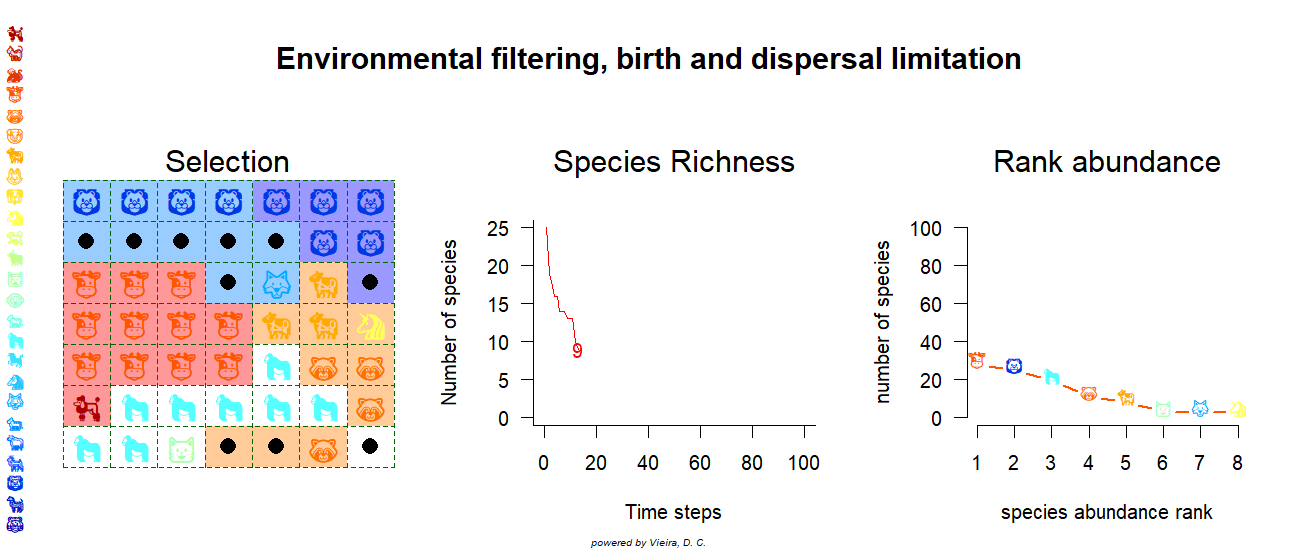 Environmental filtering, birth and dispersal limitation
Selection
Species Richness
Rank abundance
Number of species
25
20
15
10
5
0
9
0 20 40 60 80 100
Time steps
number of species
100
80
60
40
20
0
1 2 3 4 5 6 7 8
species abundance rank
powered by Vieira, D. C.